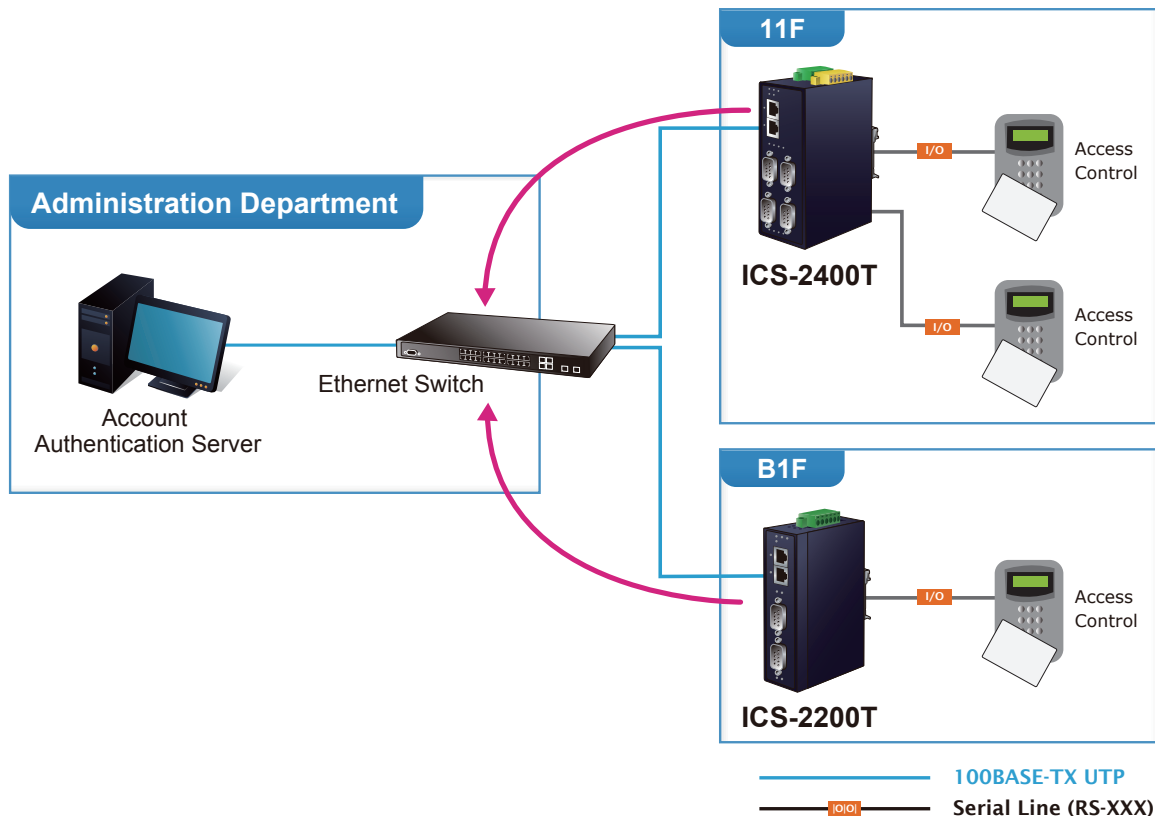 11F
I/O
Access
Control
Administration Department
ICS-2400T
I/O
Access
Control
Ethernet Switch
Account
Authentication Server
B1F
I/O
Access
Control
ICS-2200T
100BASE-TX UTP
|O|O|
Serial Line (RS-XXX)